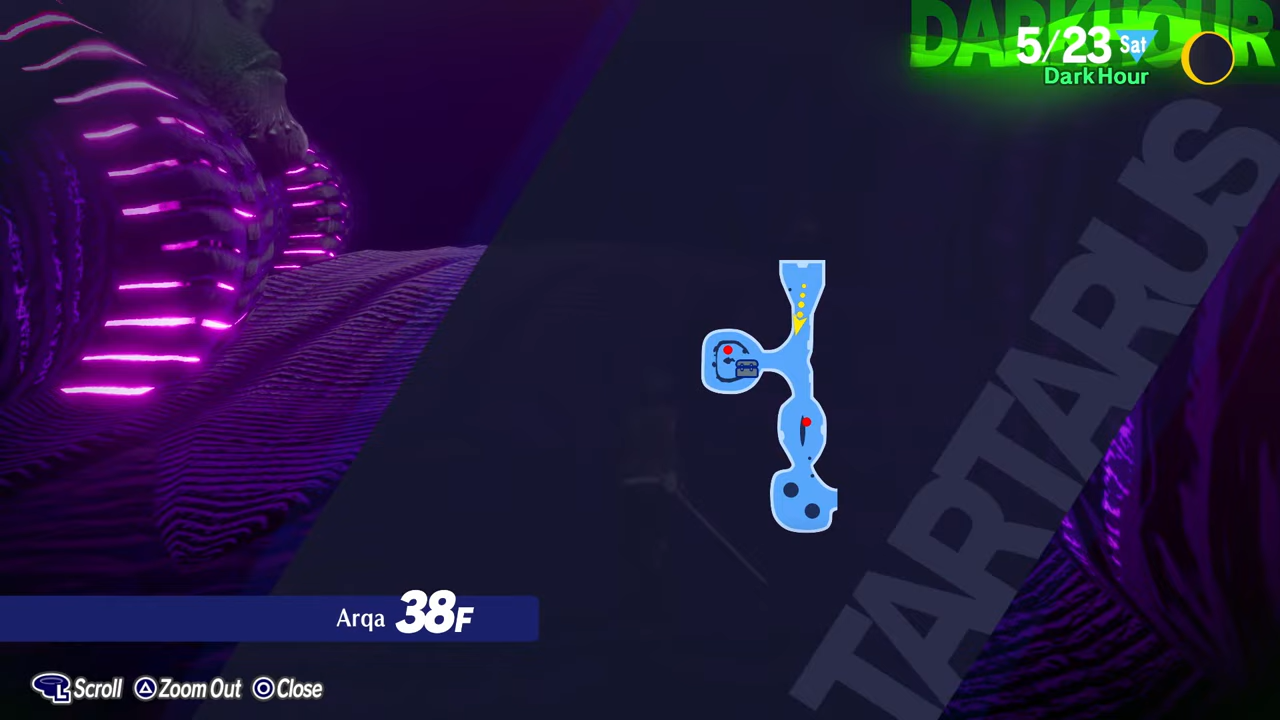 DARK HOUR
5/23 Sat
Dark Hour
TARTARUS
Arqa 38F
L Scroll Zoom Out Close